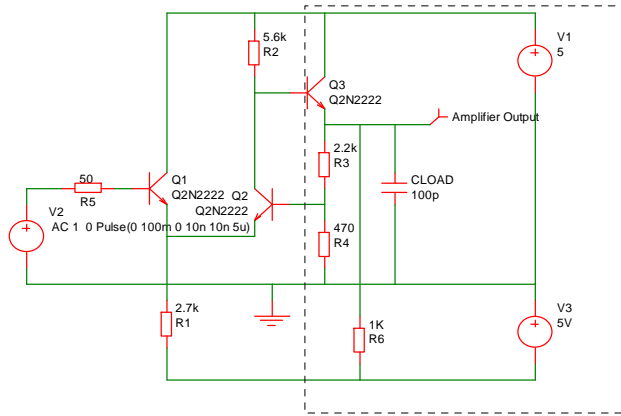 5.6k
R2
V1
5
Q3
Q2N2222
Amplifier Output
2.2k
R3
50
R5
Q1
Q2N2222
Q2
Q2N2222
CLOAD
100p
V2
AC 1 0 Pulse(0 100m 0 10n 10n 5u)
470
R4
2.7k
R1
1K
R6
V3
5V